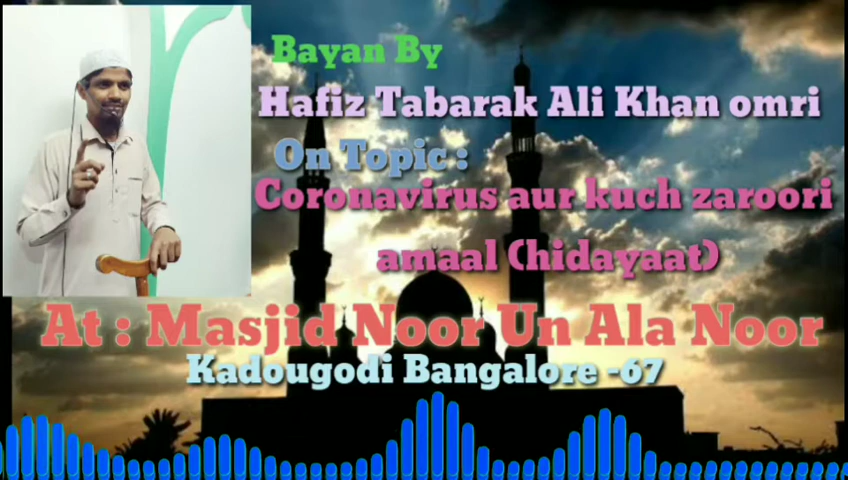 Bayan By
Hafiz Tabarak Ali Khan omri
On Topic :
Coronavirus aur kuch zaroori
amaal (hidayaat)
At : Masjid Noor Un Ala Noor
Kadougodi Bangalore -67